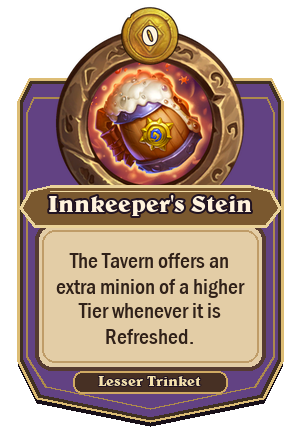 0
Innkeeper's Stein
The Tavern offers an
extra minion of a higher
Tier whenever it is
Refreshed.
Lesser Trinket